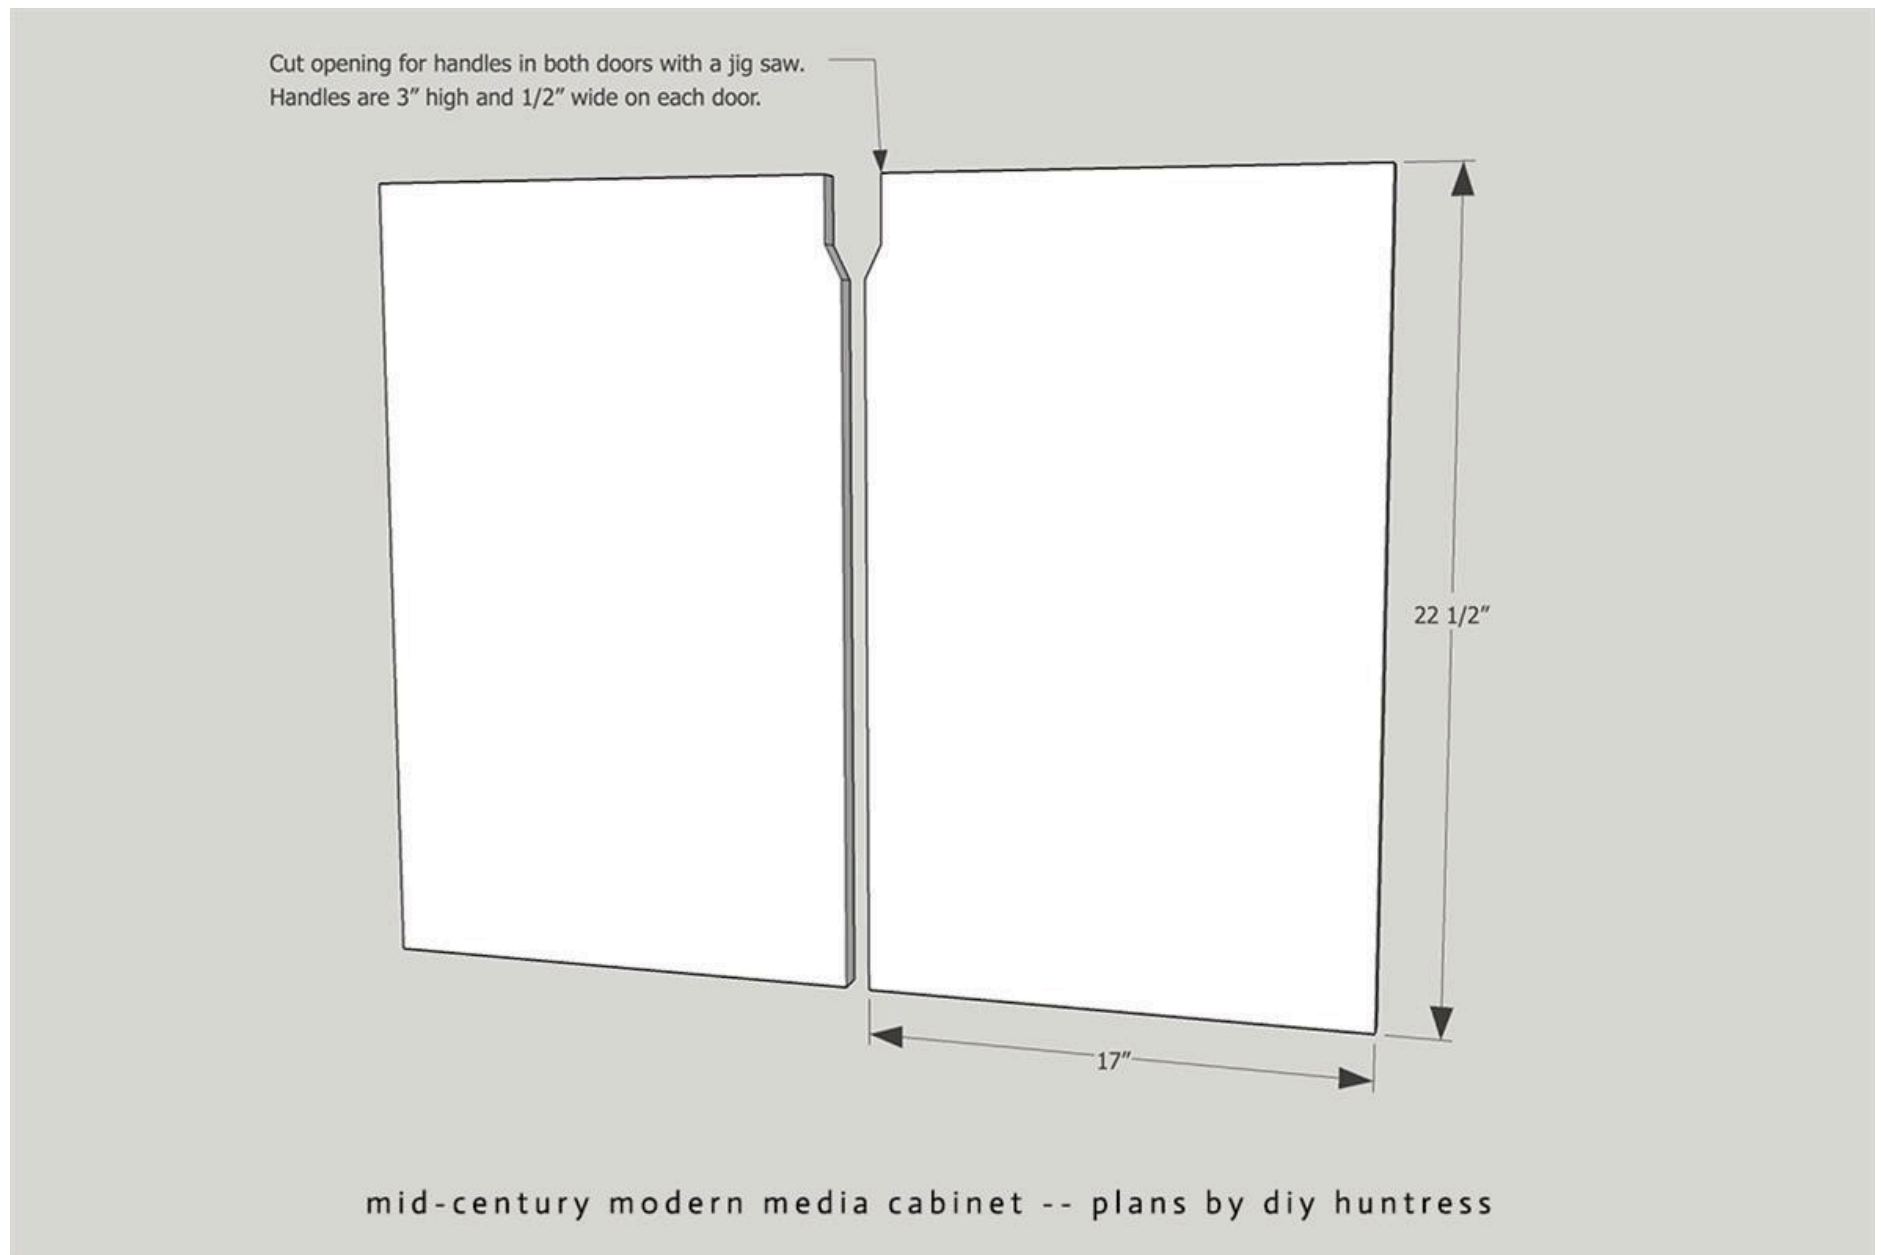 Cut opening for handles in both doors with a jig saw.
Handles are 3” high and 1/2” wide on each door.
22 1/2”
17”
mid-century modern media cabinet -- plans by diy huntress